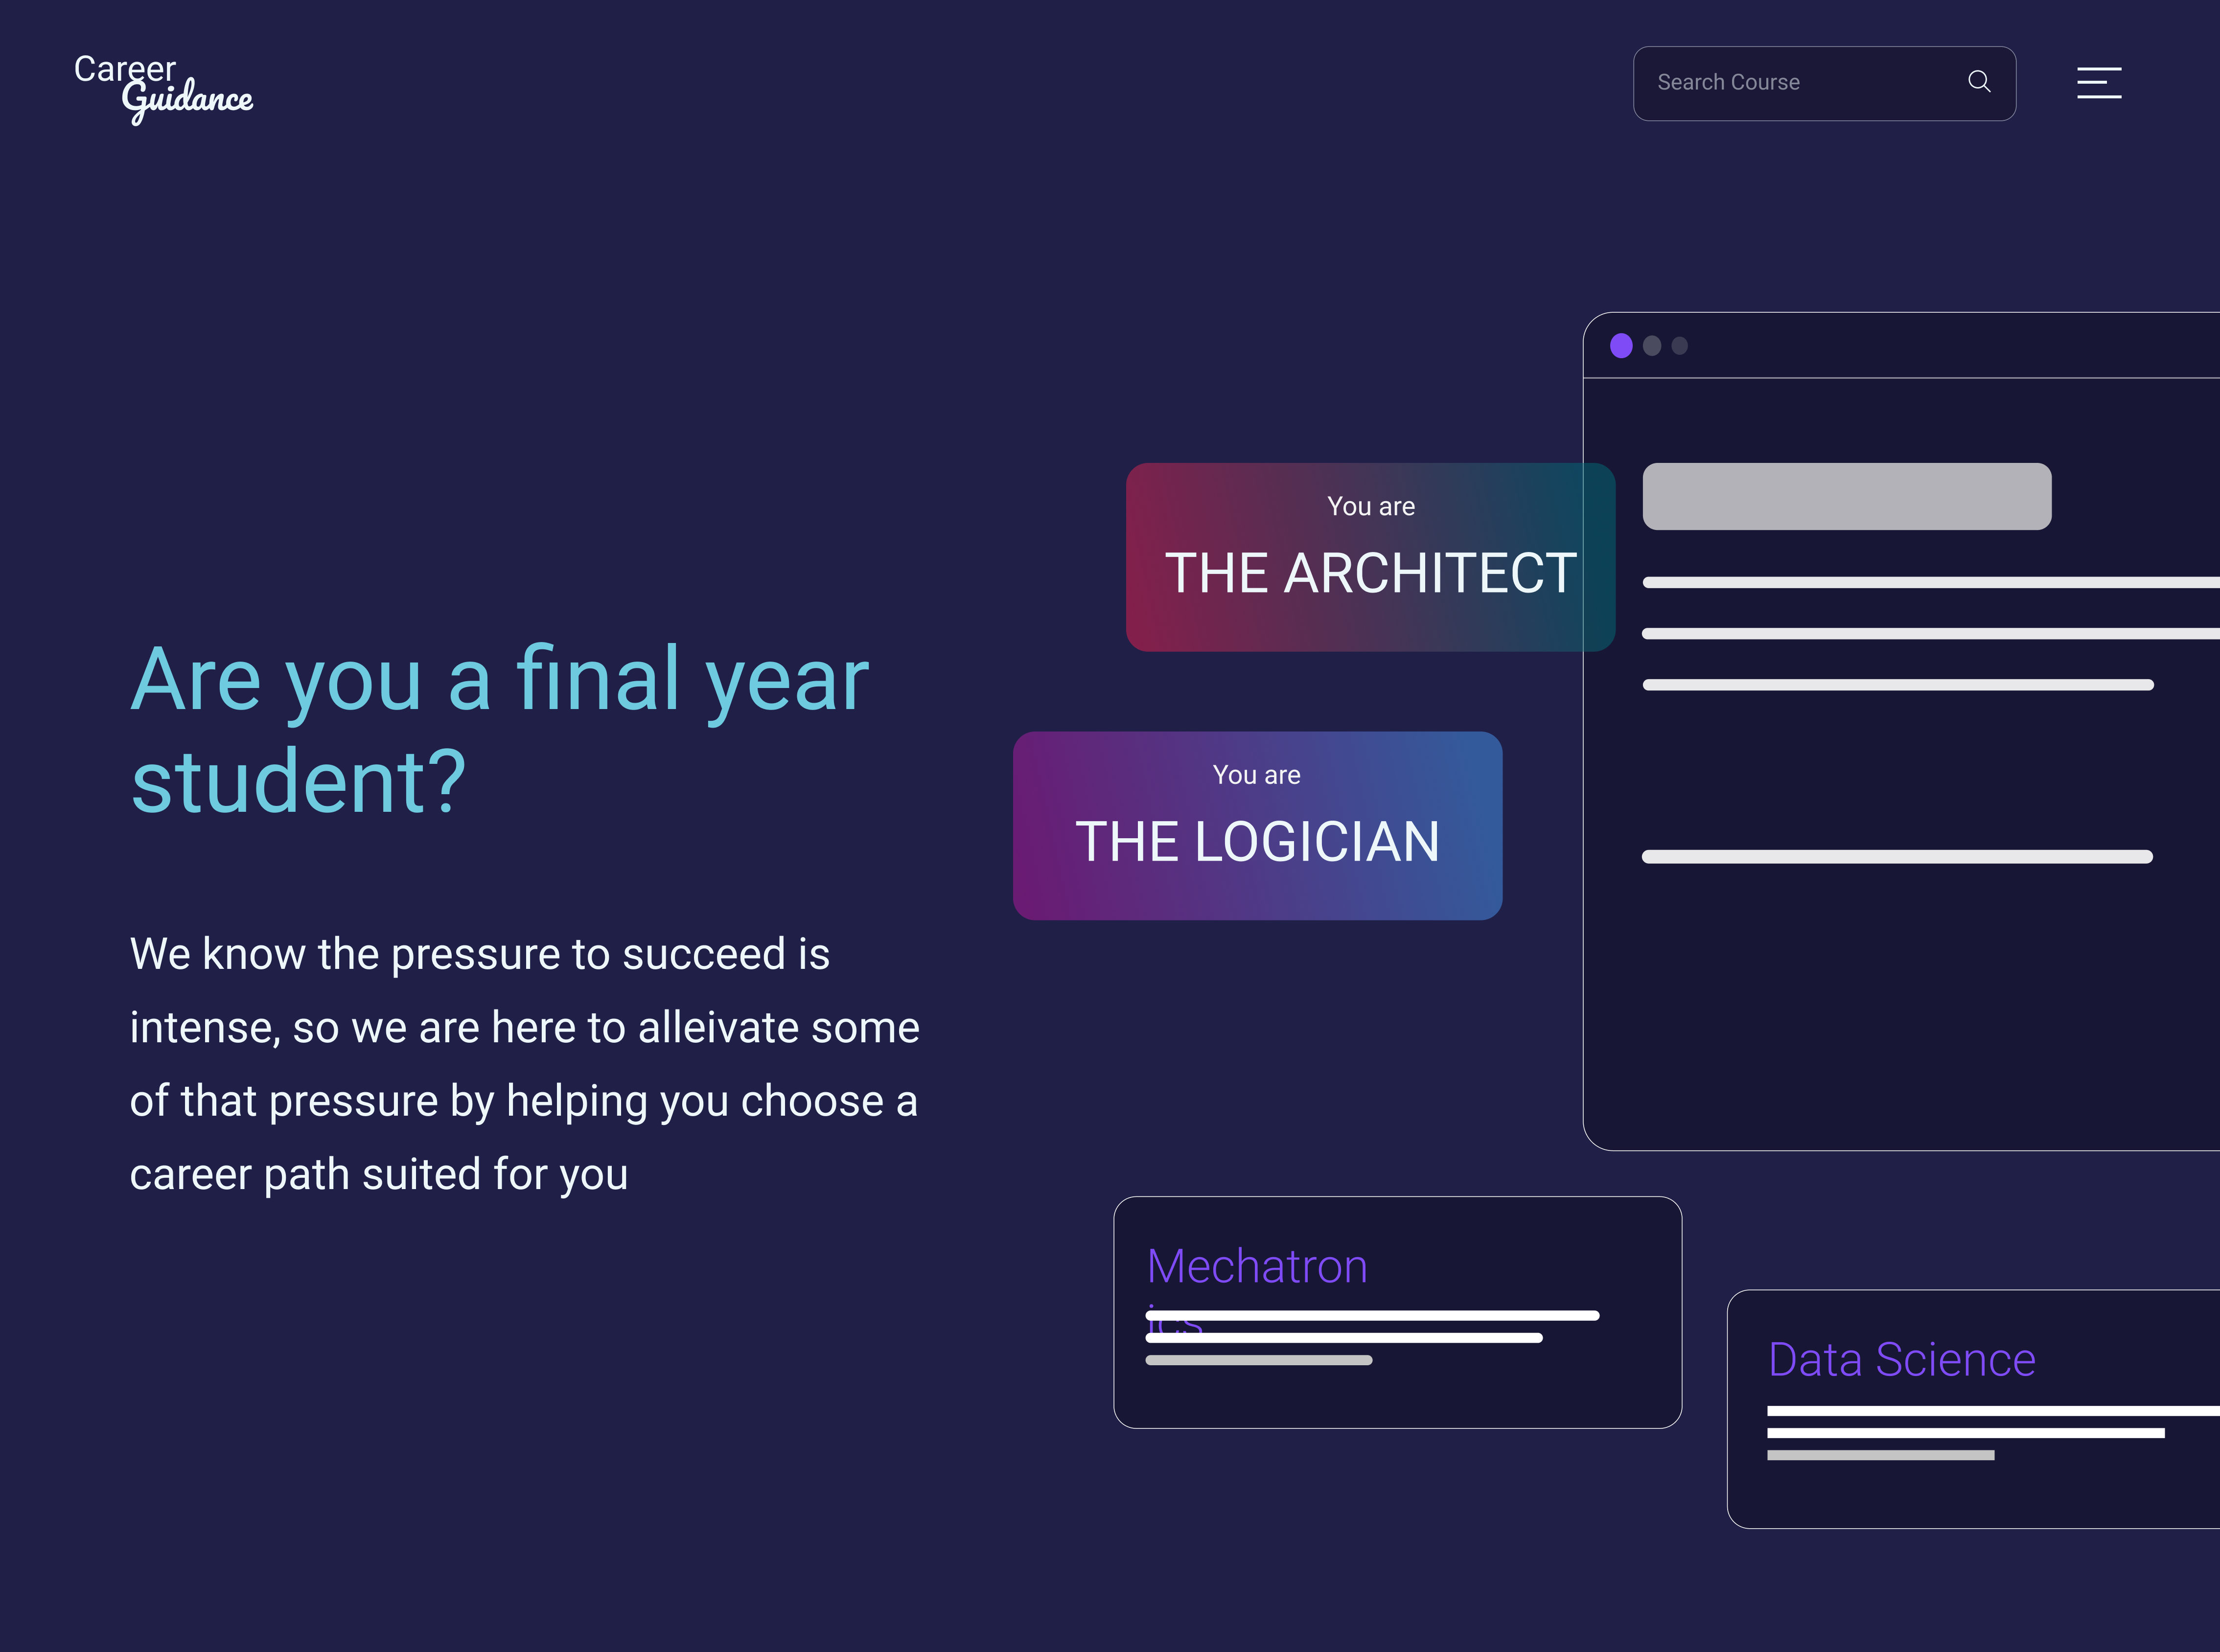 Career
Guidance
Search Course
You are
THE ARCHITECT
Are you a final year
student?
You are
THE LOGICIAN
We know the pressure to succeed is
intense, so we are here to alleivate some
of that pressure by helping you choose a
career path suited for you
Mechatron
ics
Data Science